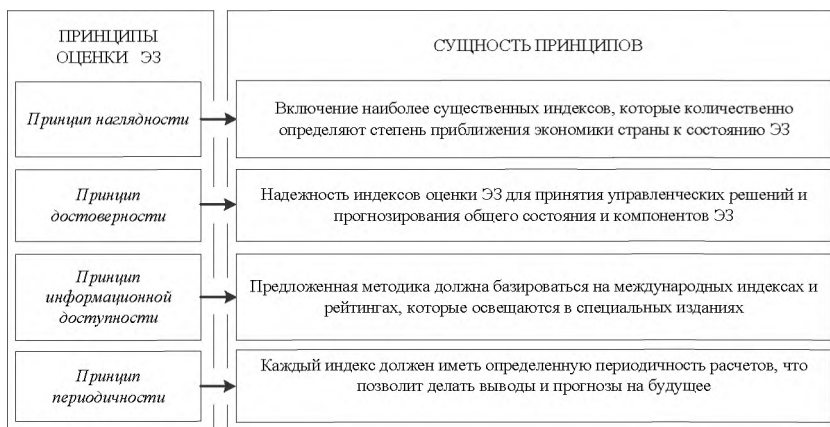 ПРИНЦИПЫ
ОЦЕНКИ ЭЗ
СУЩНОСТЬ ПРИНЦИПОВ
Принцип наглядности
Включение наиболее существенных индексов, которые количественно
определяют степень приближения экономики страны к состоянию ЭЗ
Принцип
достоверности
Надежность индексов оценки ЭЗ для принятия управленческих решений и
прогнозирования общего состояния и компонентов ЭЗ
Принцип
информационной
доступности
Предложенная методика должна базироваться на международных индексах и
рейтингах, которые освещаются в специальных изданиях
Принцип
периодичности
Каждый индекс должен иметь определенную периодичность расчетов, что
позволит делать выводы и прогнозы на будущее